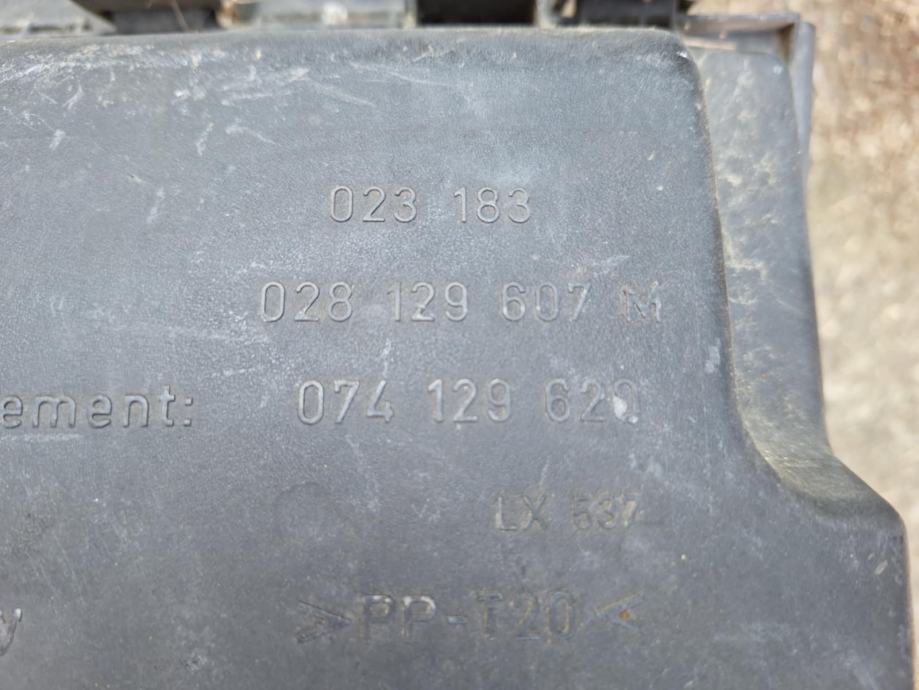 023 183
028 129 607 M
ement: 074 129 620
LX 537
>PP-T20<
y